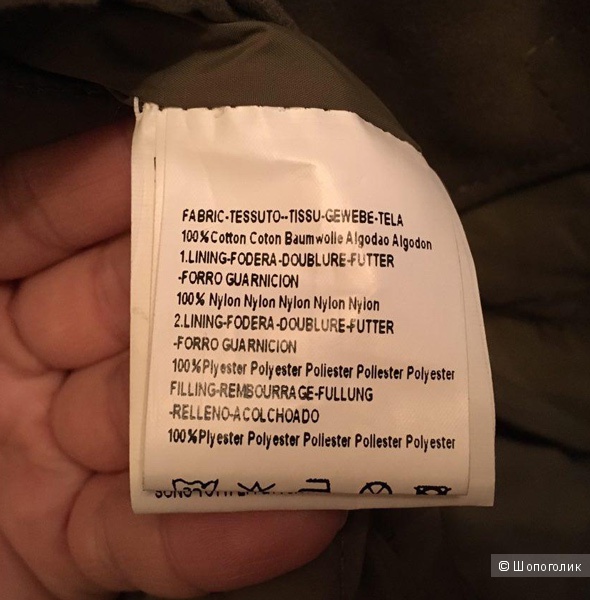 FABRIC-TESSUTO--TISSU-GEWEBE-TELA
100%Cotton Coton Baumwolle Algodao Algodon
1.LINING-FODERA-DOUBLURE-FUTTER
-FORRO GUARNICION
100% Nylon Nylon Nylon Nylon Nylon
2.LINING-FODERA-DOUBLURE-FUTTER
-FORRO GUARNICION
100%Plyester Polyester Poliester Pollester Polyester
FILLING-REMBOURRAGE-FULLUNG
-RELLENO-ACOLCHOADO
100%Plyester Polyester Pollester Pollester Polyester
© Шопоголик